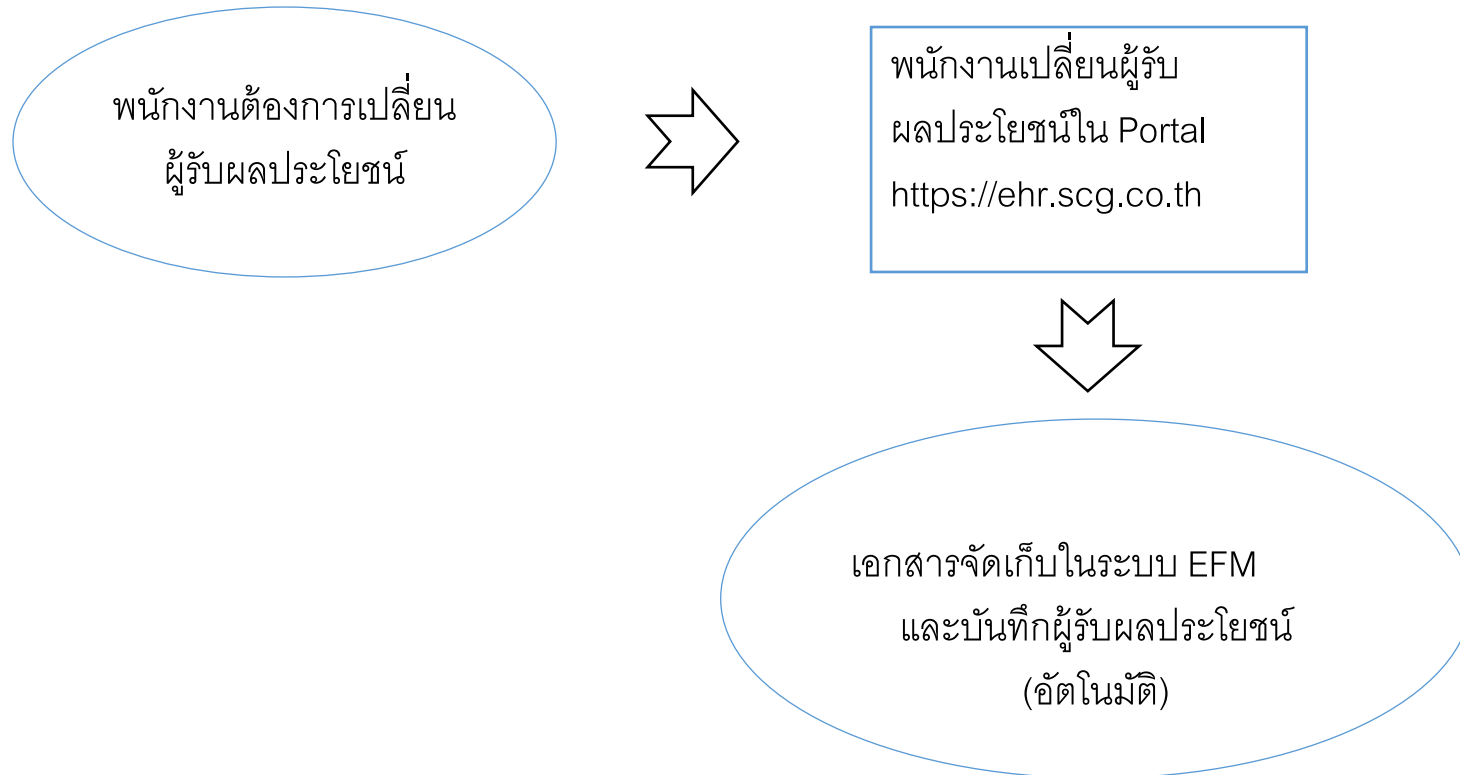 พนักงานต้องการเปลี่ยน
ผู้รับผลประโยชน์
พนักงานเปลี่ยนผู้รับ
ผลประโยชน์ใน Portal
https://ehr.scg.co.th
เอกสารจัดเก็บในระบบ EFM
และบันทึกผู้รับผลประโยชน์
(อัตโนมัติ)